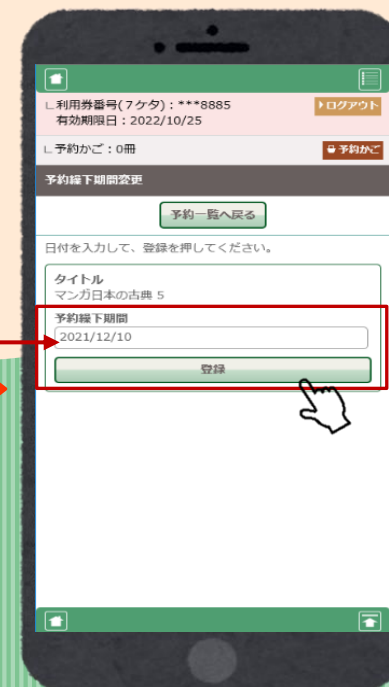 ∟利用券番号(7ケタ)：***8885
有効期限日：2022/10/25
ログアウト
∟予約かご：0冊
予約かご
予約繰下期間変更
予約一覧へ戻る
日付を入力して、登録を押してください。
タイトル
マンガ日本の古典 5
予約繰下期間
2021/12/10
登録